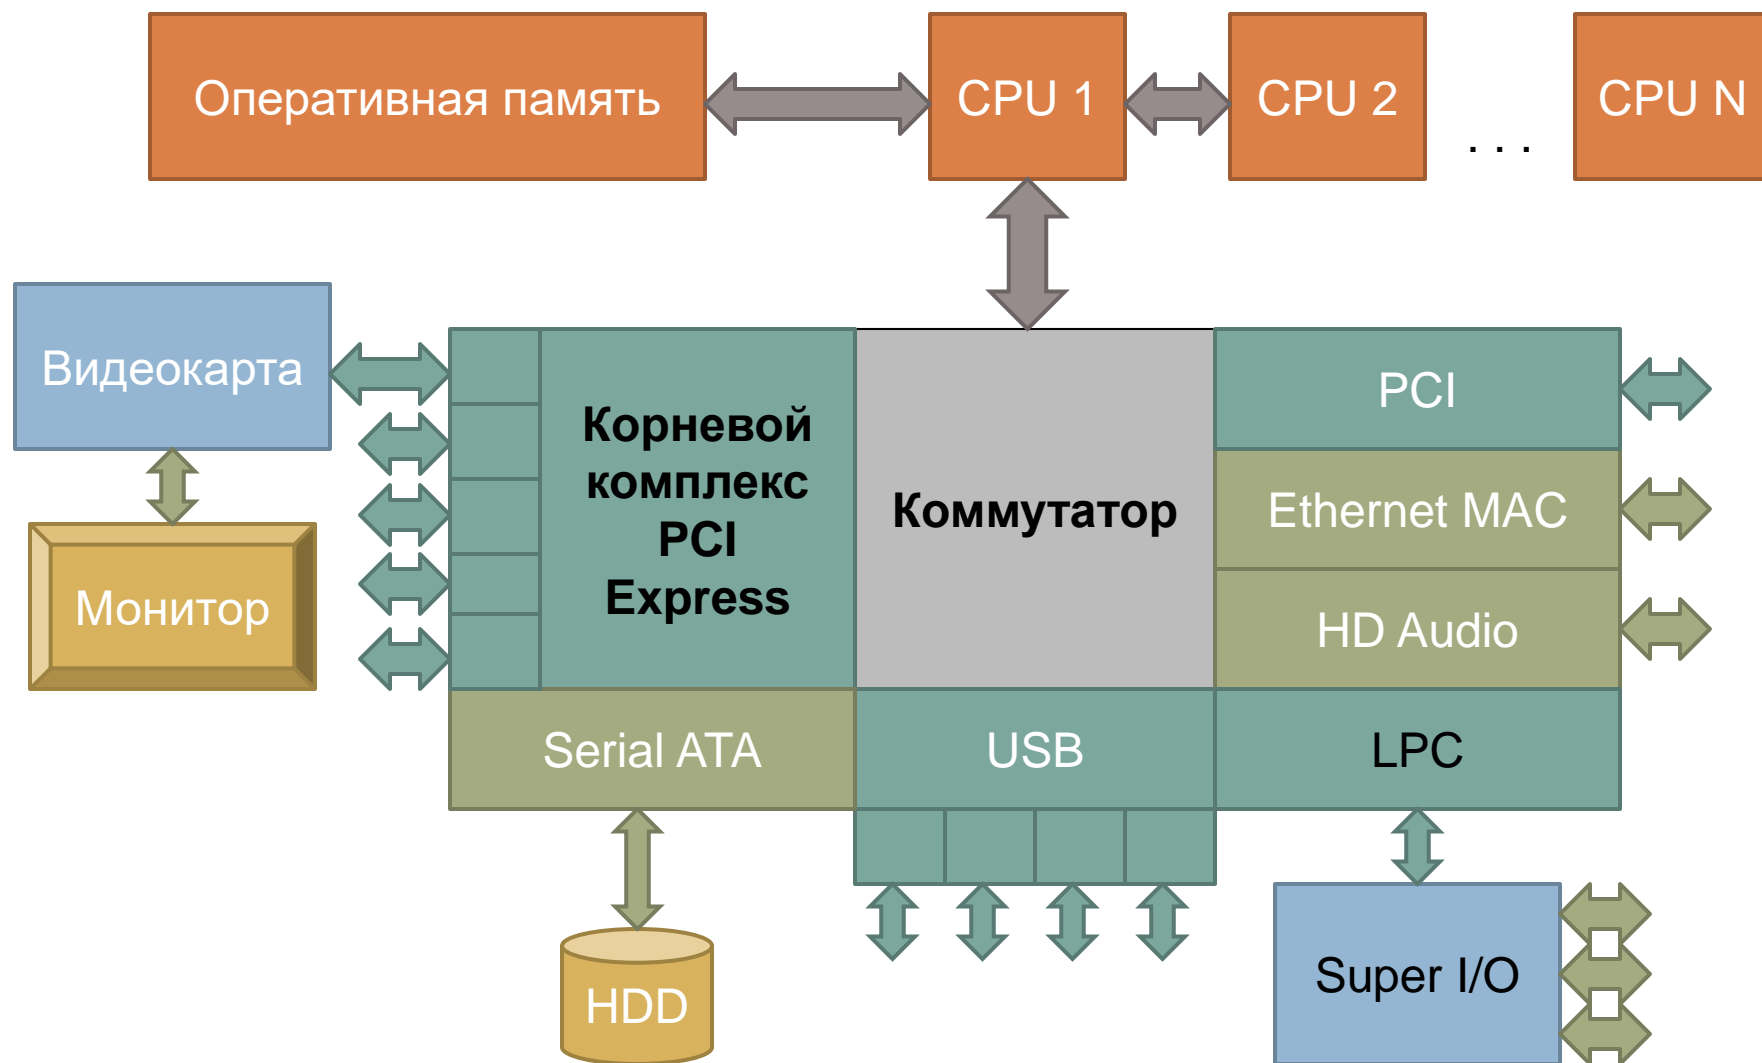 Оперативная память
CPU 1
CPU 2
. . .
CPU N
Видеокарта
Монитор
Корневой
комплекс
PCI
Express
Коммутатор
PCI
Ethernet MAC
HD Audio
Serial ATA
USB
LPC
HDD
Super I/O